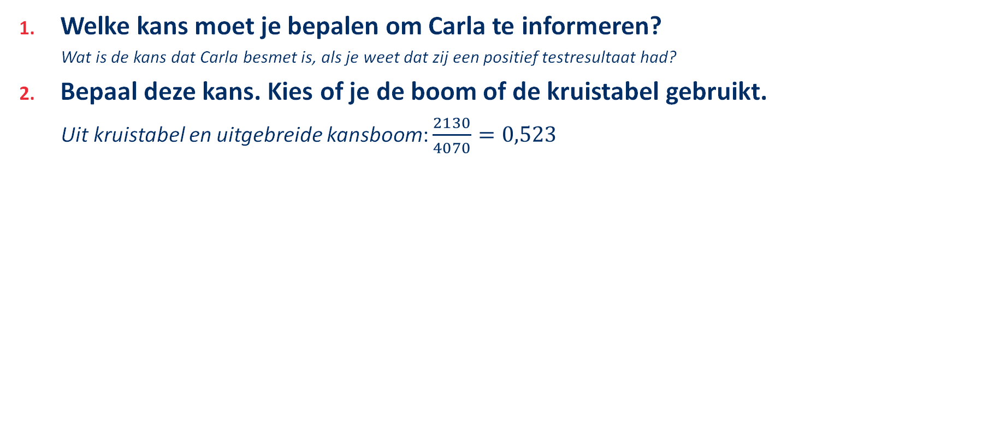 1. Welke kans moet je bepalen om Carla te informeren?
Wat is de kans dat Carla besmet is, als je weet dat zij een positief testresultaat had?
2. Bepaal deze kans. Kies of je de boom of de kruistabel gebruikt.
Uit kruistabel en uitgebreide kansboom: 2130/4070 = 0,523